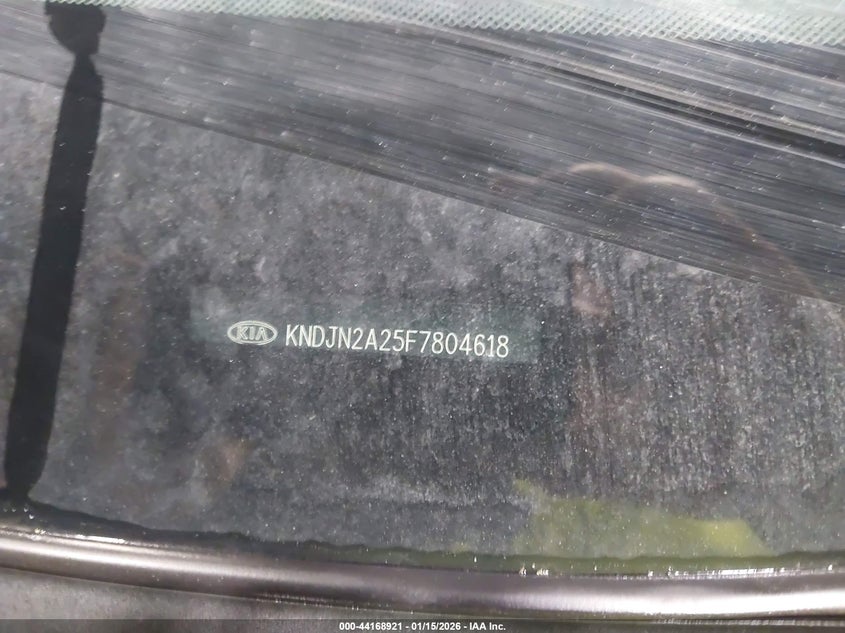 KIA KNDJN2A25F7804618
000-44168921 - 01/15/2026 - IAA Inc.